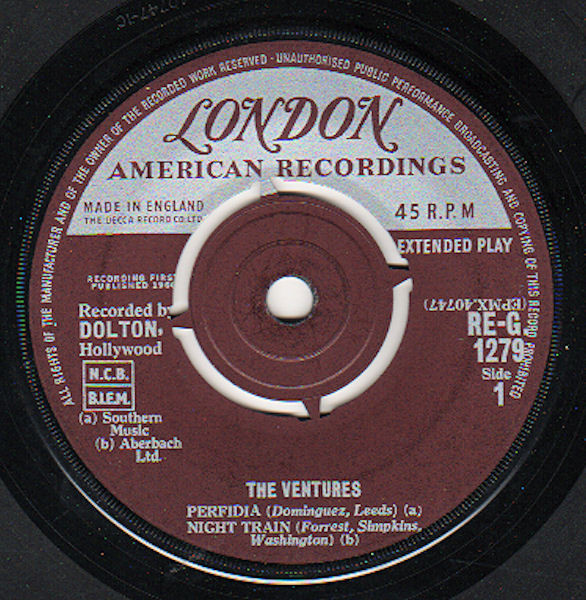 ALL RIGHTS OF THE MANUFACTURER AND OF THE OWNER OF THE RECORDED WORK RESERVED · UNAUTHORISED PUBLIC PERFORMANCE BROADCASTING AND COPYING OF THIS RECORD PROHIBITED
LONDON
AMERICAN RECORDINGS
MADE IN ENGLAND
THE DECCA RECORD CO LTD
45 R.P.M
EXTENDED PLAY
RECORDING FIRST
PUBLISHED
Recorded by
DOLTON,
Hollywood
N.C.B.
B.I.E.M.
(a) Southern
Music
(b) Aberbach
Ltd.
(EPMX.40747)
RE-G
1279
Side
1
THE VENTURES
PERFIDIA (Dominguez, Leeds) (a)
NIGHT TRAIN (Forrest, Simpkins,
Washington) (b)